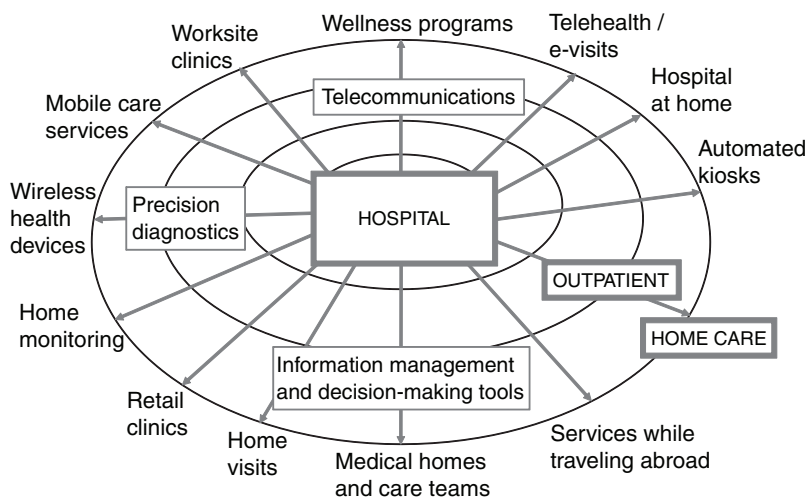 Wellness programs
Telehealth /
e-visits
Worksite
clinics
Hospital
at home
Telecommunications
Mobile care
services
Automated
kiosks
Wireless
health
devices
Precision
diagnostics
HOSPITAL
OUTPATIENT
Home
monitoring
HOME CARE
Information management
and decision-making tools
Retail
clinics
Home
visits
Medical homes
and care teams
Services while
traveling abroad